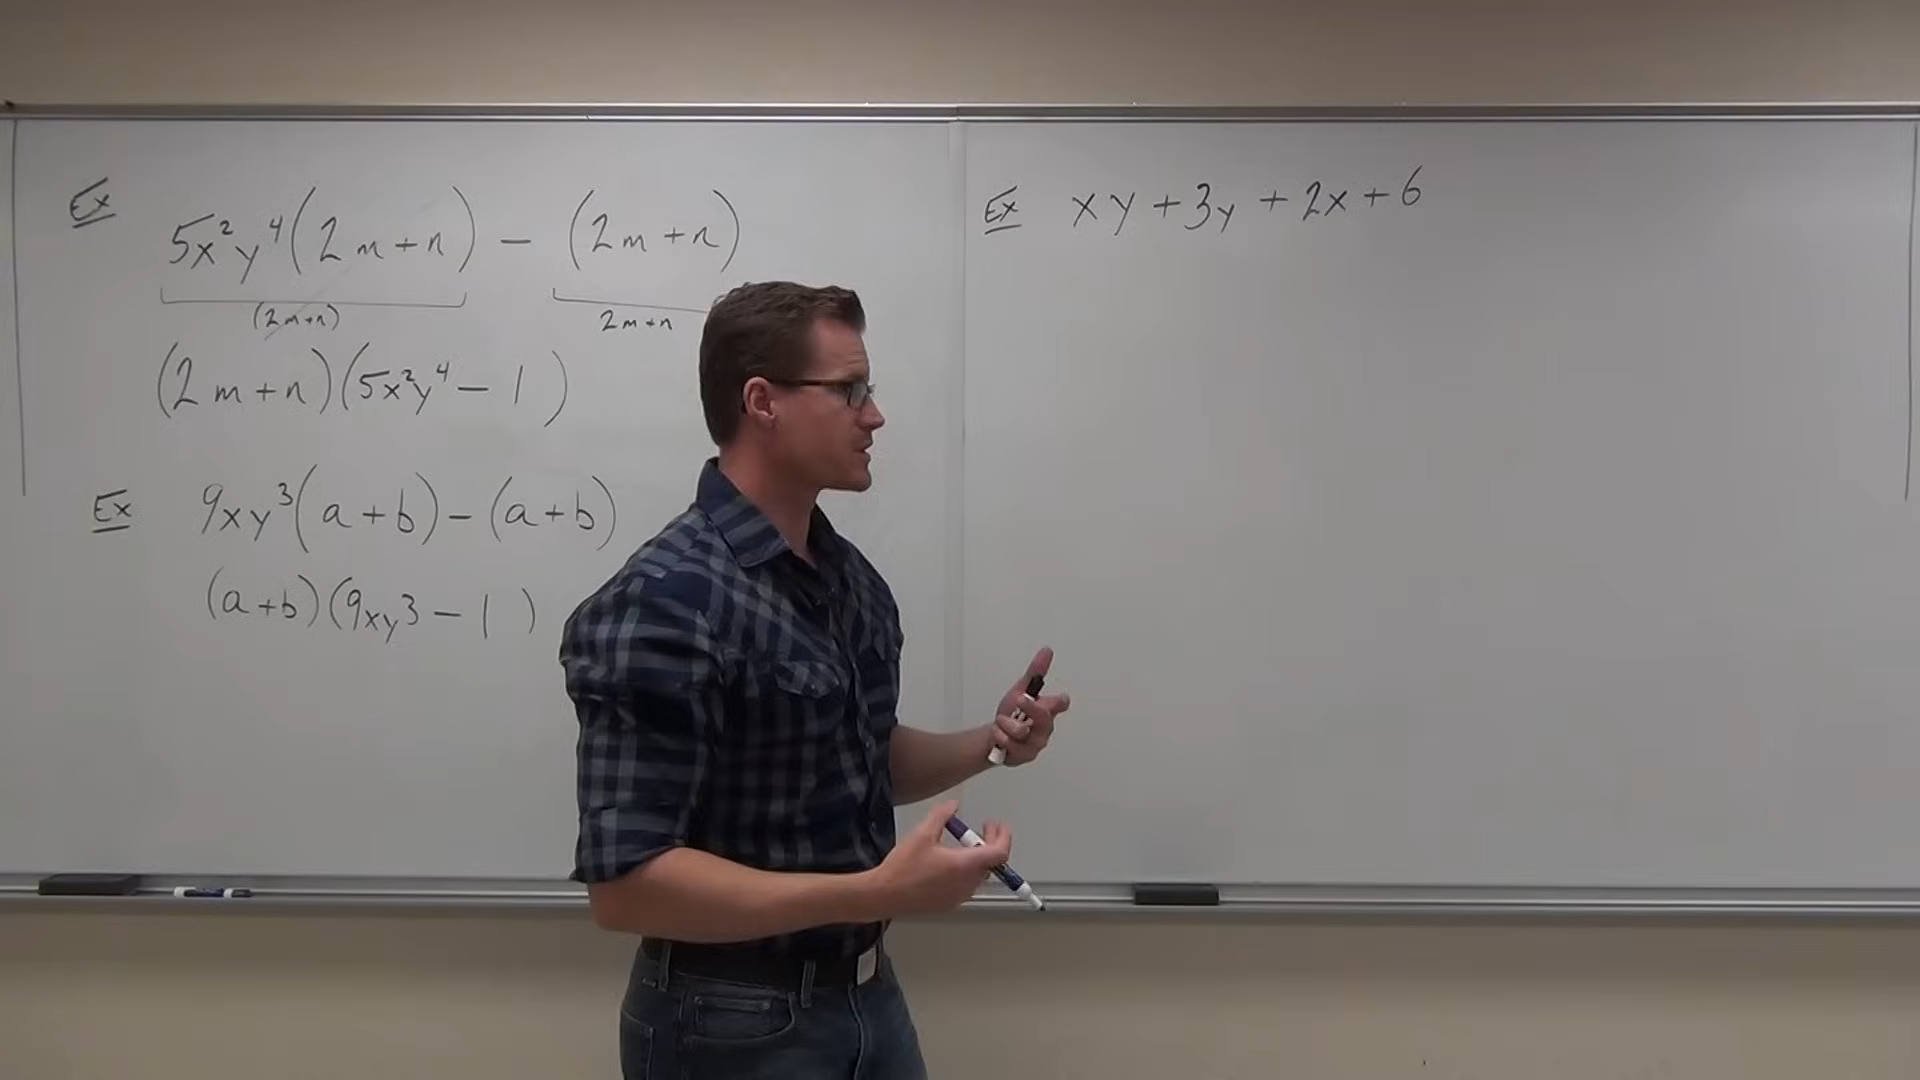 Ex 5x²y⁴(2m+n) − (2m+n)
(2m+n) 2m+n
(2m+n)(5x²y⁴ − 1)
Ex 9xy³(a+b) − (a+b)
(a+b)(9xy3 − 1)
Ex xy + 3y + 2x + 6